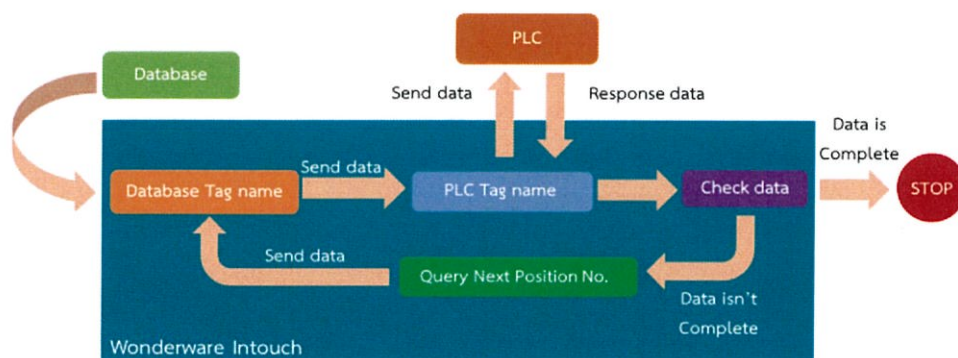 PLC
Database
Send data
Response data
Data is
Complete
Send data
Database Tag name
PLC Tag name
Check data
STOP
Send data
Query Next Position No.
Data isn't
Complete
Wonderware Intouch